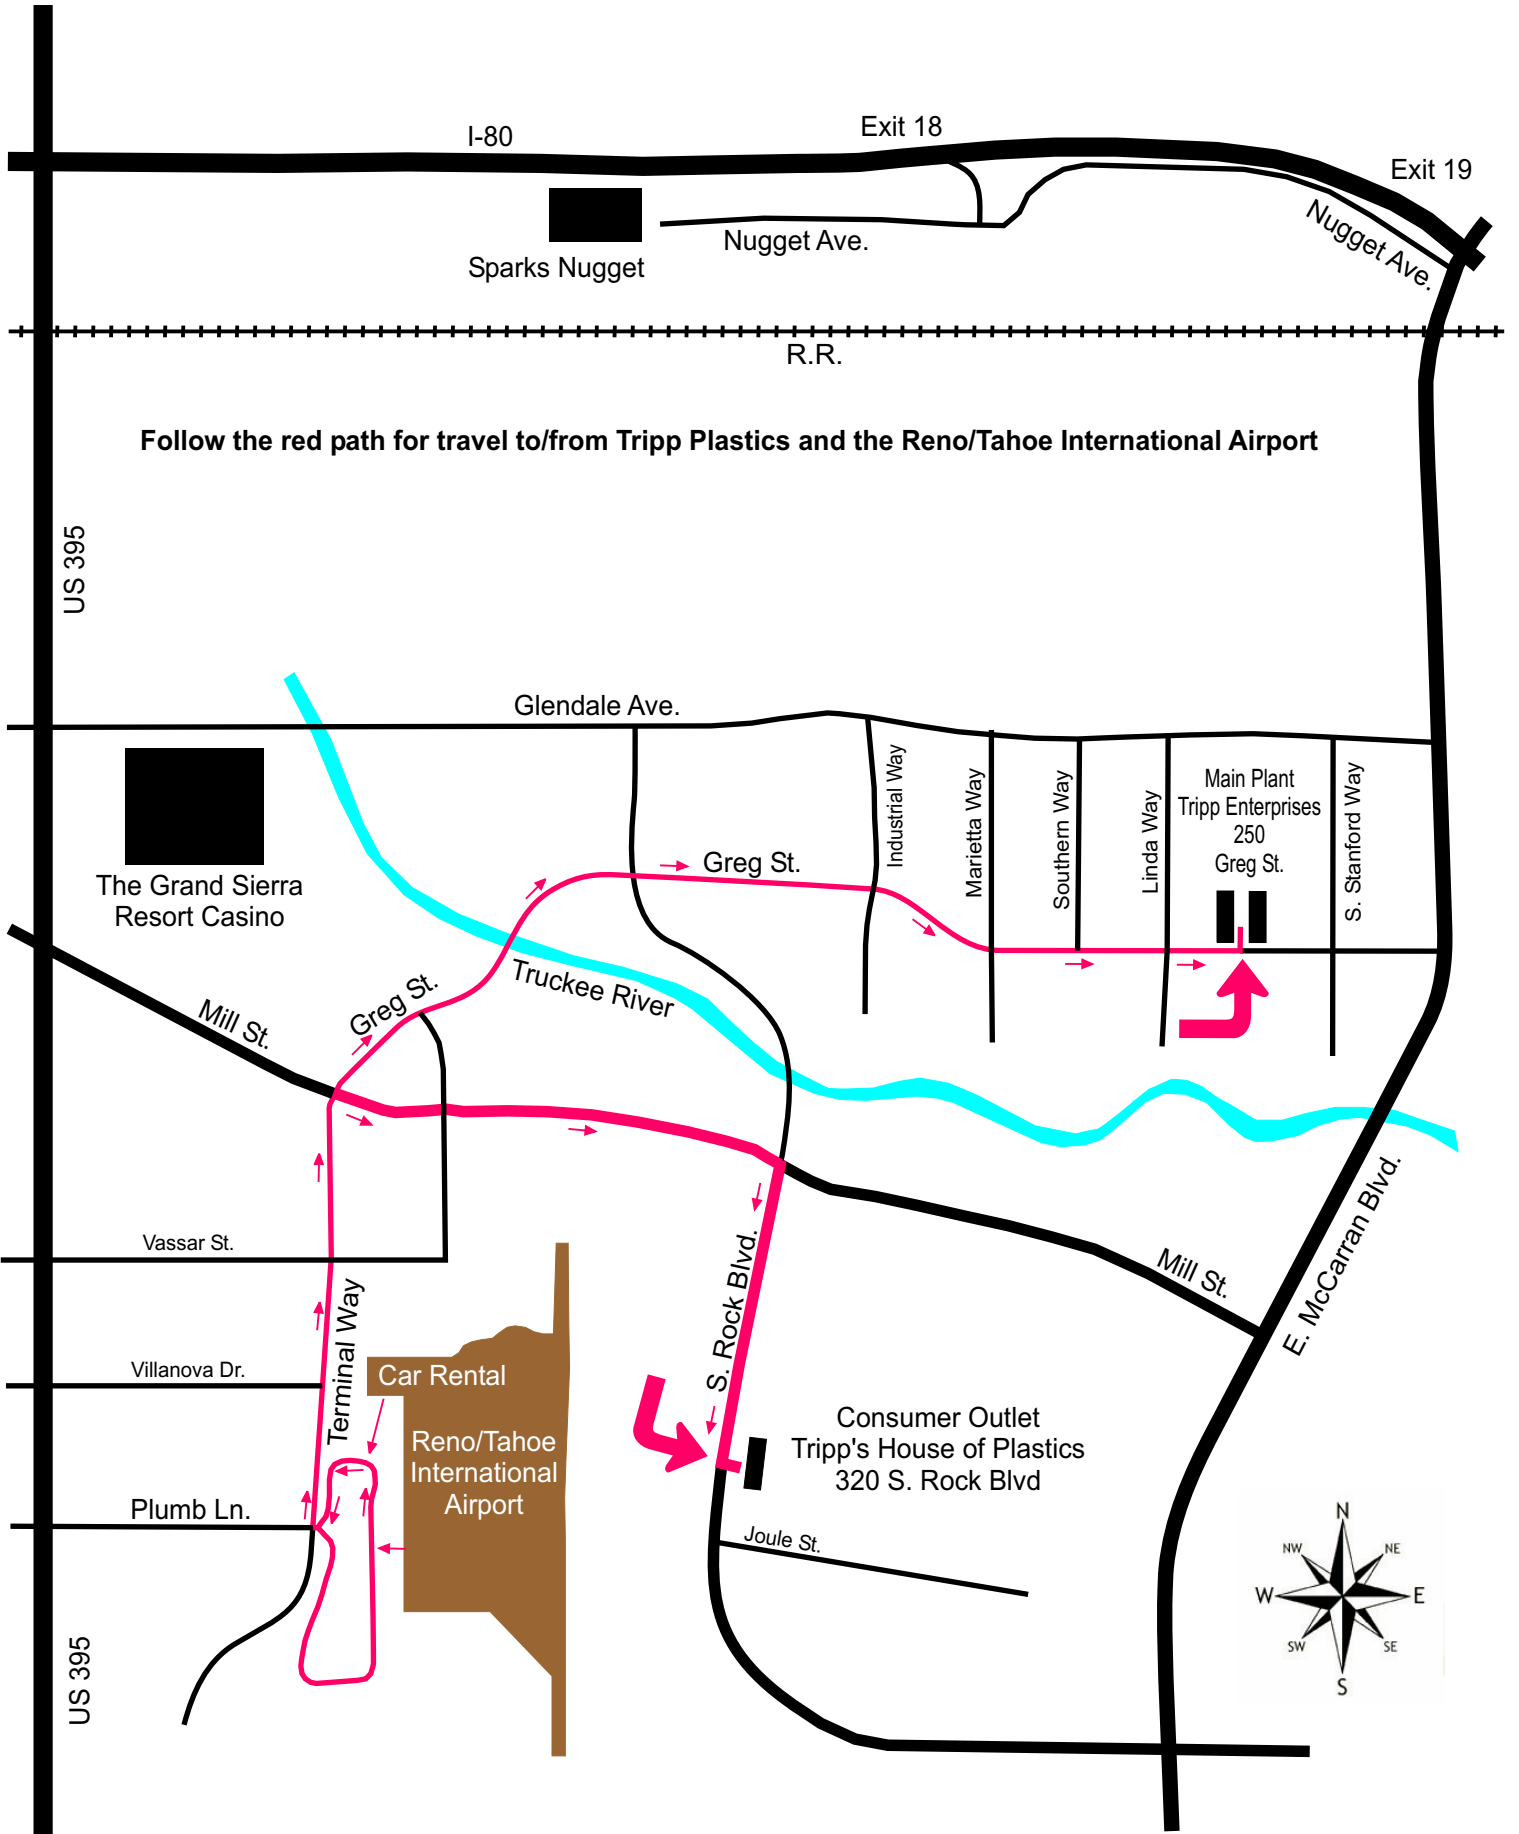 I-80
Exit 18
Exit 19
Nugget Ave.
Nugget Ave.
Sparks Nugget
R.R.
Follow the red path for travel to/from Tripp Plastics and the Reno/Tahoe International Airport
US 395
Glendale Ave.
Industrial Way
Marietta Way
Southern Way
Linda Way
Main Plant
Tripp Enterprises
250
Greg St.
S. Stanford Way
The Grand Sierra
Resort Casino
Greg St.
Truckee River
Greg St.
Mill St.
Vassar St.
Terminal Way
Villanova Dr.
Car Rental
Reno/Tahoe
International
Airport
Plumb Ln.
S. Rock Blvd.
Mill St.
E. McCarran Blvd.
Consumer Outlet
Tripp's House of Plastics
320 S. Rock Blvd
Joule St.
US 395
N
NW
NE
W
E
SW
SE
S